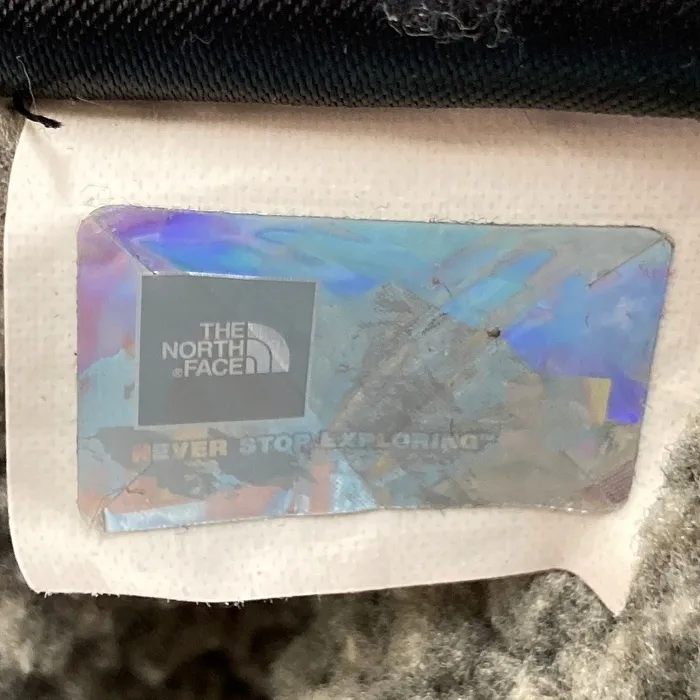 THE
NORTH
®FACE
NEVER STOP EXPLORING™